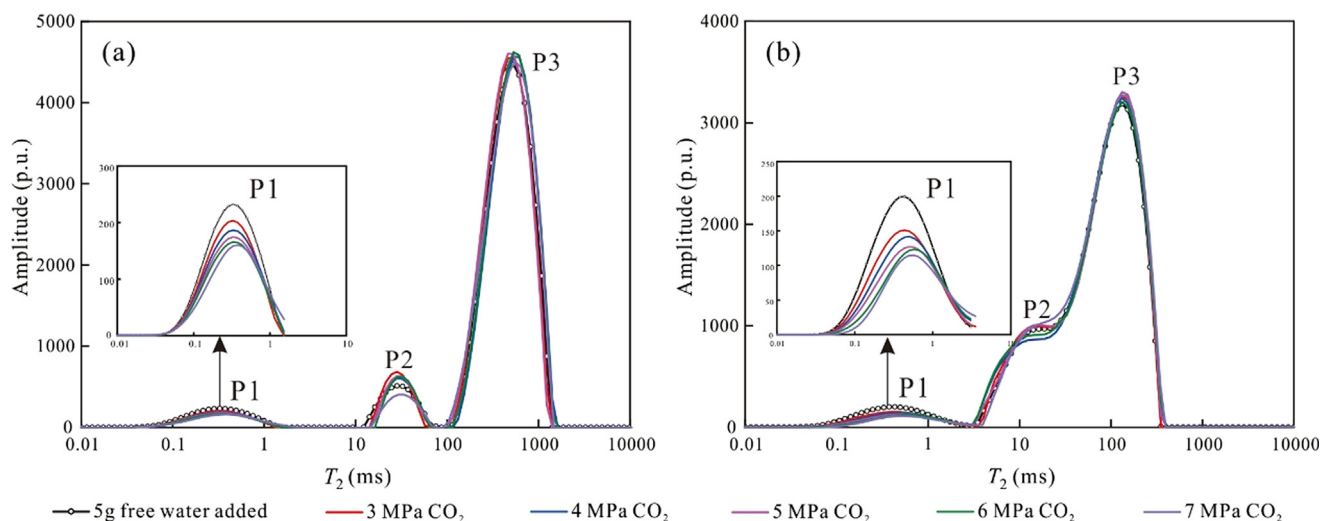 (a)
Amplitude (p.u.)
5000
4000
3000
2000
1000
0
0.01
0.1
1
10
100
1000
10000
T₂ (ms)
P1
P2
P3
300
200
100
0
0.01
0.1
1
10
P1
(b)
Amplitude (p.u.)
4000
3000
2000
1000
0
0.01
0.1
1
10
100
1000
10000
T₂ (ms)
P1
P2
P3
250
200
150
100
50
0
0.01
0.1
1
P1
5g free water added
3 MPa CO₂
4 MPa CO₂
5 MPa CO₂
6 MPa CO₂
7 MPa CO₂